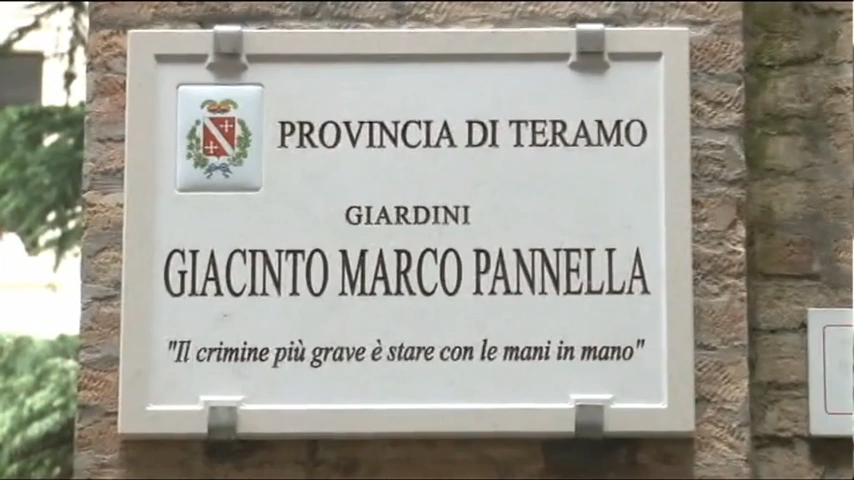 PROVINCIA DI TERAMO
GIARDINI
GIACINTO MARCO PANNELLA
"Il crimine più grave è stare con le mani in mano"